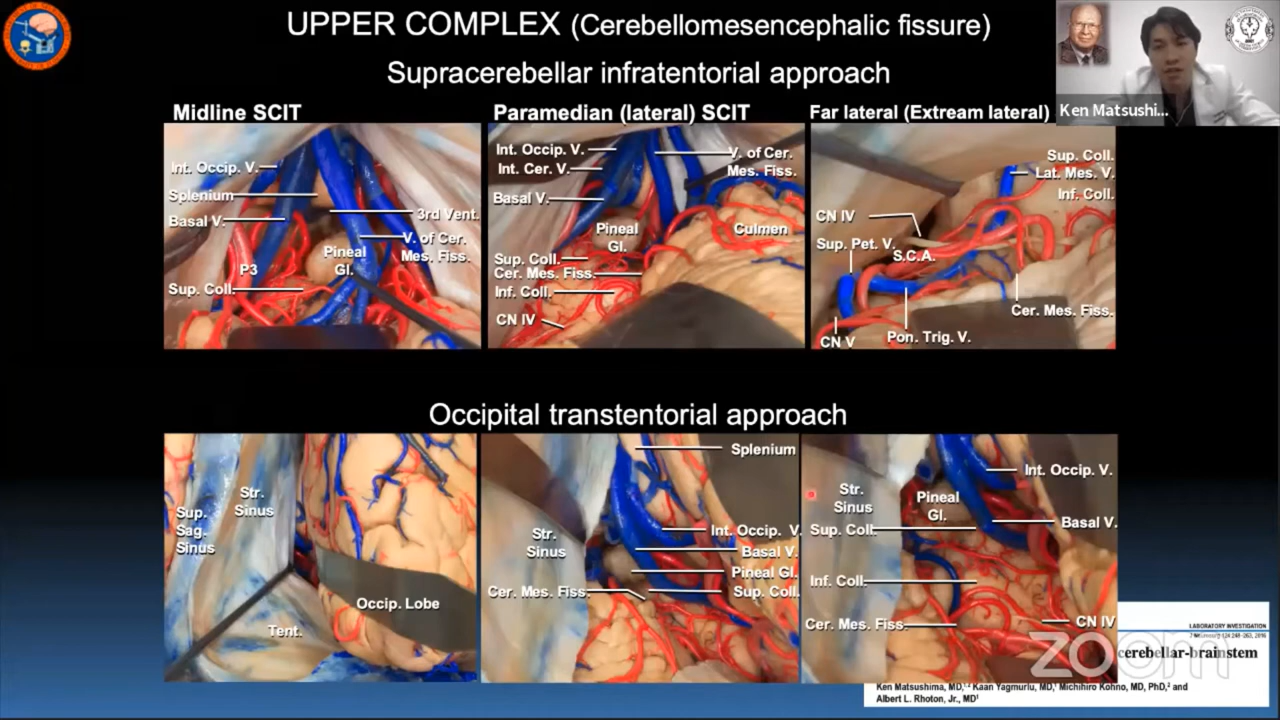 UPPER COMPLEX (Cerebellomesencephalic fissure)
Supracerebellar infratentorial approach
Ken Matsushi...
Midline SCIT
Int. Occip. V.
Splenium
Basal V.
3rd Vent.
V. of Cer.
Mes. Fiss.
Pineal
Gl.
P3
Sup. Coll.
Paramedian (lateral) SCIT
Int. Occip. V.
Int. Cer. V.
V. of Cer.
Mes. Fiss.
Basal V.
Pineal
Gl.
Culmen
Sup. Coll.
Cer. Mes. Fiss.
Inf. Coll.
CN IV
Far lateral (Extream lateral)
Sup. Coll.
Lat. Mes. V.
Inf. Coll.
CN IV
Sup. Pet. V.
S.C.A.
Cer. Mes. Fiss.
CN V
Pon. Trig. V.
Occipital transtentorial approach
Str.
Sinus
Sup.
Sag.
Sinus
Occip. Lobe
Tent.
Splenium
Str.
Sinus
Int. Occip. V.
Basal V.
Pineal Gl.
Cer. Mes. Fiss.
Sup. Coll.
Int. Occip. V.
Str.
Sinus
Pineal
Gl.
Sup. Coll.
Basal V.
Inf. Coll.
Cer. Mes. Fiss.
CN IV
LABORATORY INVESTIGATION
cerebellar-brainstem
zoom
Ken Matsushima, MD, Kaan Yagmurlu, MD, Michihiro Kohno, MD, PhD, and
Albert L. Rhoton, Jr., MD